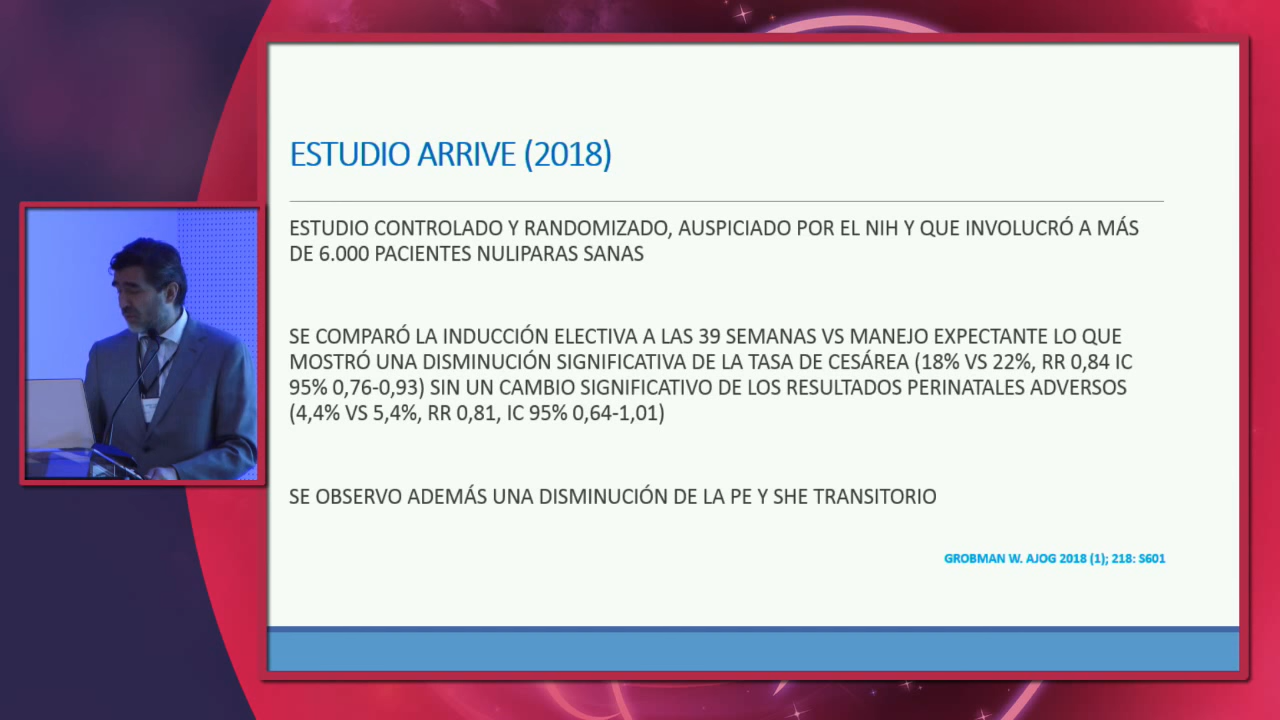 ESTUDIO ARRIVE (2018)
ESTUDIO CONTROLADO Y RANDOMIZADO, AUSPICIADO POR EL NIH Y QUE INVOLUCRÓ A MÁS
DE 6.000 PACIENTES NULIPARAS SANAS
SE COMPARÓ LA INDUCCIÓN ELECTIVA A LAS 39 SEMANAS VS MANEJO EXPECTANTE LO QUE
MOSTRÓ UNA DISMINUCIÓN SIGNIFICATIVA DE LA TASA DE CESÁREA (18% VS 22%, RR 0,84 IC
95% 0,76-0,93) SIN UN CAMBIO SIGNIFICATIVO DE LOS RESULTADOS PERINATALES ADVERSOS
(4,4% VS 5,4%, RR 0,81, IC 95% 0,64-1,01)
SE OBSERVO ADEMÁS UNA DISMINUCIÓN DE LA PE Y SHE TRANSITORIO
GROBMAN W. AJOG 2018 (1); 218: S601